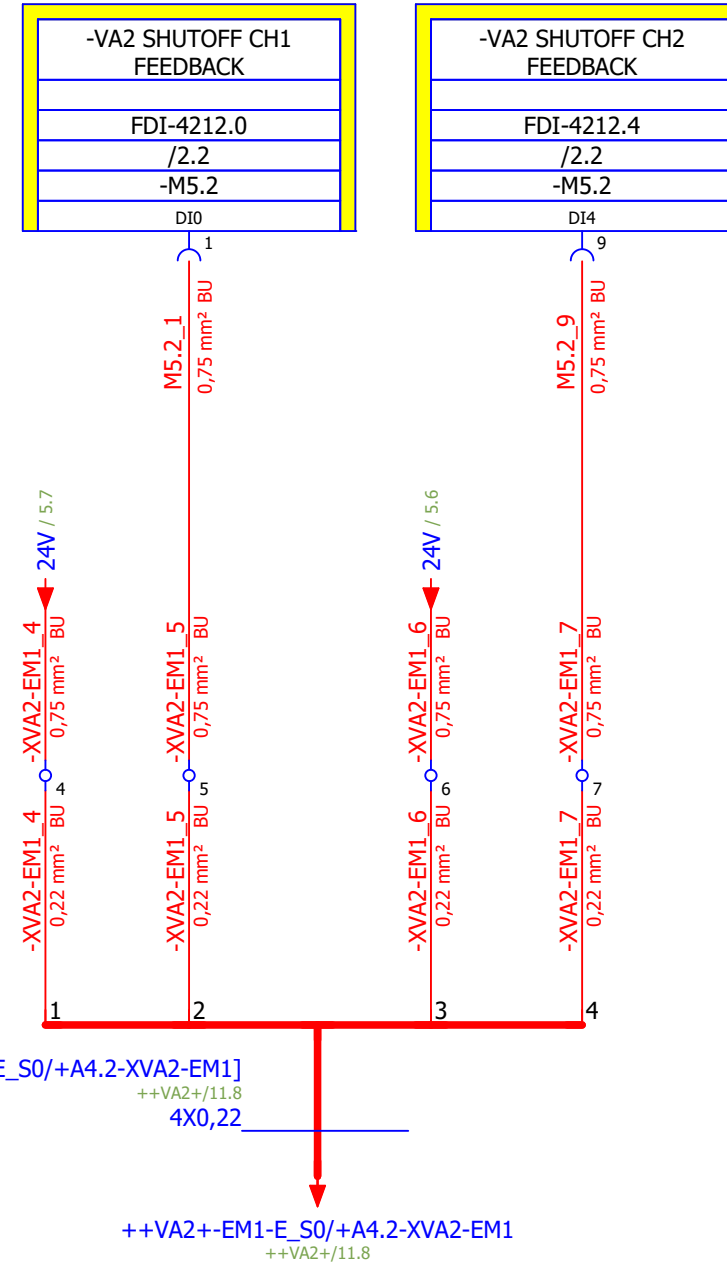 -VA2 SHUTOFF CH1
FEEDBACK
FDI-4212.0
/2.2
-M5.2
DI0
1
-VA2 SHUTOFF CH2
FEEDBACK
FDI-4212.4
/2.2
-M5.2
DI4
9
M5.2_1
0,75 mm² BU
M5.2_9
0,75 mm² BU
24V / 5.7
24V / 5.6
-XVA2-EM1_4
0,75 mm² BU
-XVA2-EM1_5
0,75 mm² BU
-XVA2-EM1_6
0,75 mm² BU
-XVA2-EM1_7
0,75 mm² BU
4
5
6
7
-XVA2-EM1_4
0,22 mm² BU
-XVA2-EM1_5
0,22 mm² BU
-XVA2-EM1_6
0,22 mm² BU
-XVA2-EM1_7
0,22 mm² BU
1
2
3
4
E_S0/+A4.2-XVA2-EM1]
++VA2+/11.8
4X0,22
++VA2+-EM1-E_S0/+A4.2-XVA2-EM1
++VA2+/11.8